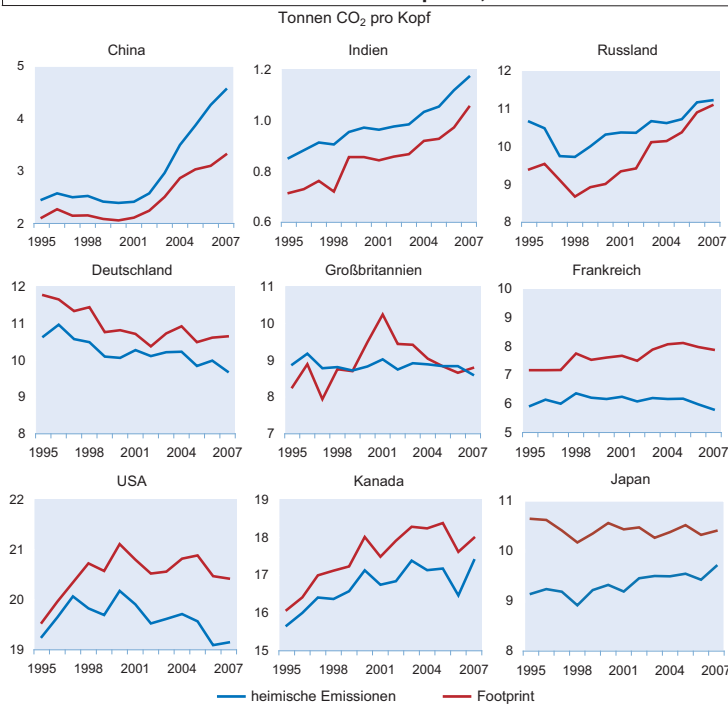 Tonnen CO₂ pro Kopf
China
Indien
Russland
5
4
3
2
1995 1998 2001 2004 2007
1.2
1.0
0.8
0.6
1995 1998 2001 2004 2007
12
11
10
9
8
1995 1998 2001 2004 2007
Deutschland
Großbritannien
Frankreich
12
11
10
9
8
1995 1998 2001 2004 2007
11
10
9
8
7
1995 1998 2001 2004 2007
10
9
8
7
6
5
1995 1998 2001 2004 2007
USA
Kanada
Japan
22
21
20
19
1995 1998 2001 2004 2007
19
18
17
16
15
1995 1998 2001 2004 2007
11
10
9
8
1995 1998 2001 2004 2007
heimische Emissionen
Footprint